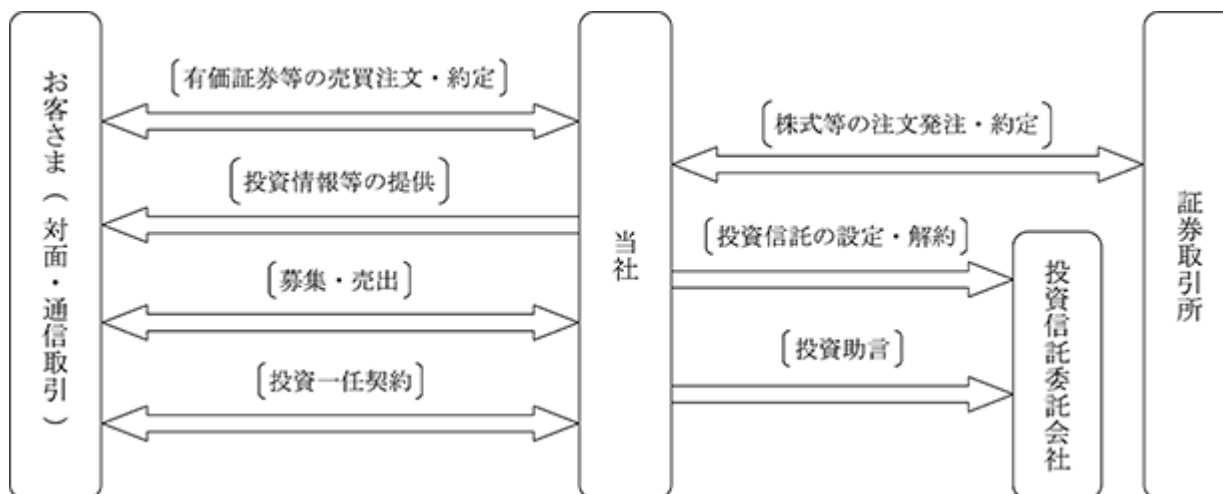 お客さま（対面・通信取引）
〔有価証券等の売買注文・約定〕
〔投資情報等の提供〕
〔募集・売出〕
〔投資一任契約〕
当社
〔株式等の注文発注・約定〕
〔投資信託の設定・解約〕
〔投資助言〕
投資信託委託会社
証券取引所